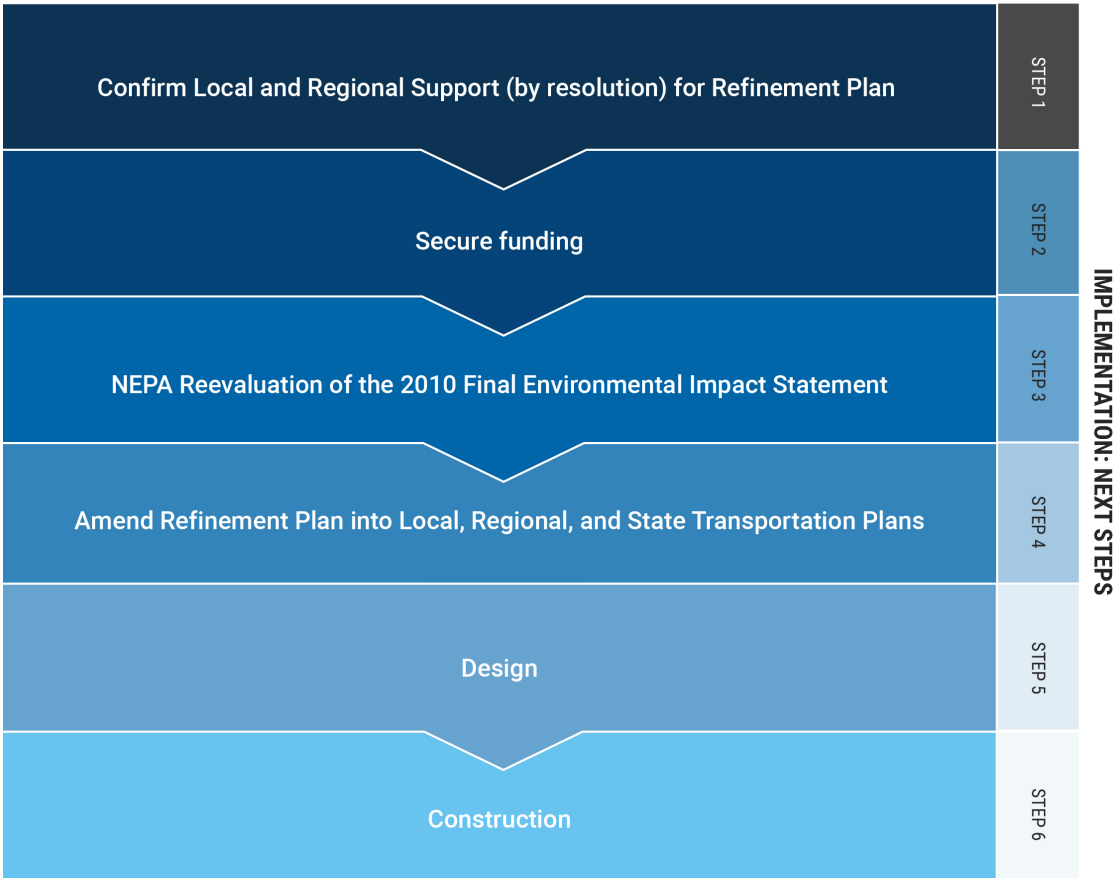 Confirm Local and Regional Support (by resolution) for Refinement Plan
STEP 1
Secure funding
STEP 2
NEPA Reevaluation of the 2010 Final Environmental Impact Statement
STEP 3
Amend Refinement Plan into Local, Regional, and State Transportation Plans
STEP 4
Design
STEP 5
Construction
STEP 6
IMPLEMENTATION: NEXT STEPS